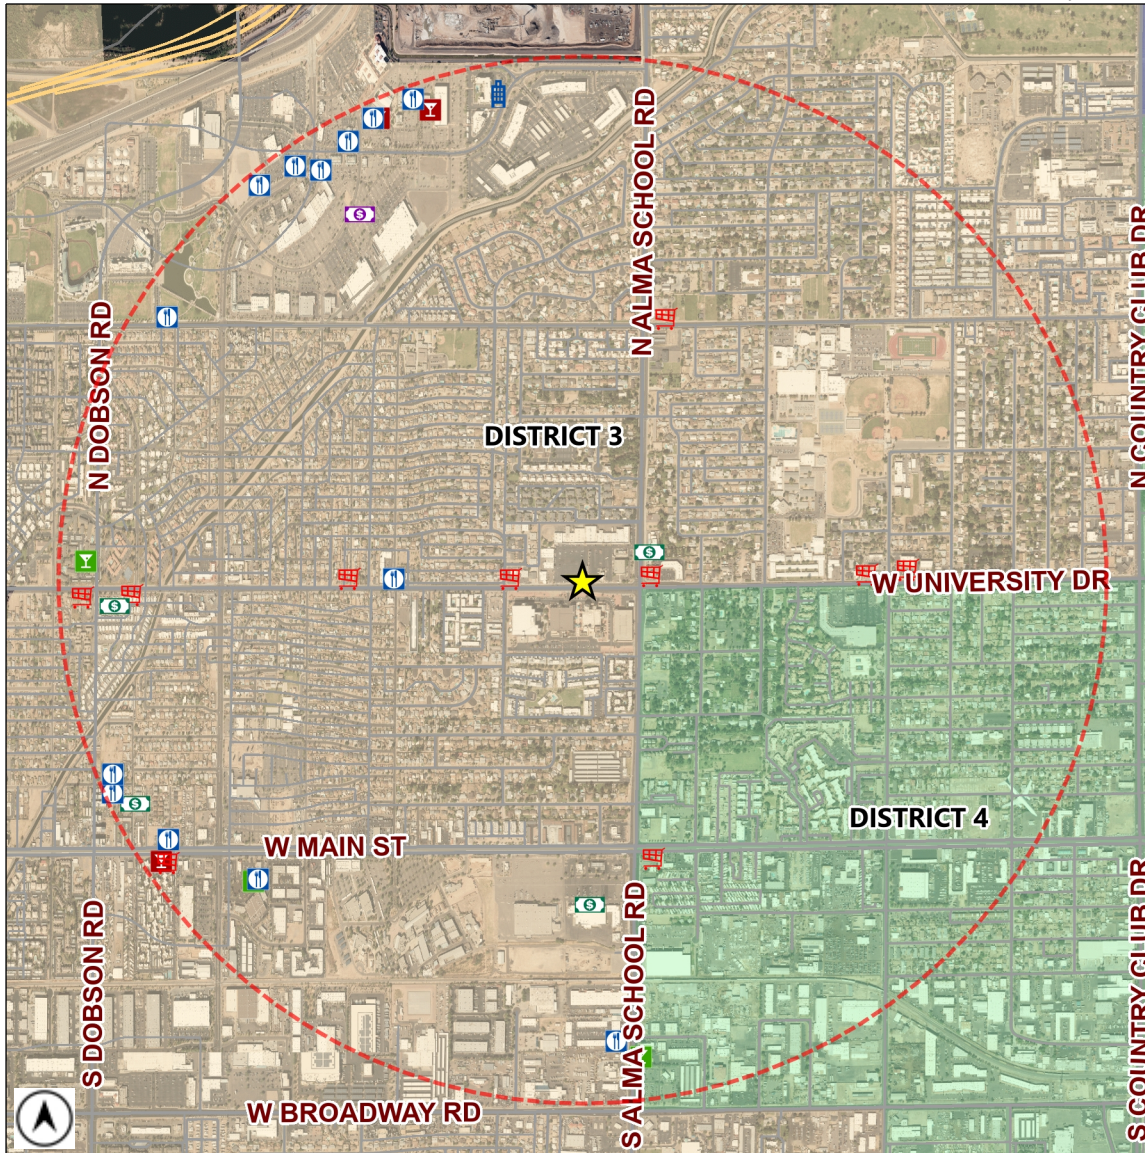 N ALMA SCHOOL RD
N COUNTRY CLUB DR
N DOBSON RD
DISTRICT 3
W UNIVERSITY DR
DISTRICT 4
W MAIN ST
S DOBSON RD
S ALMA SCHOOL RD
S COUNTRY CLUB DR
W BROADWAY RD